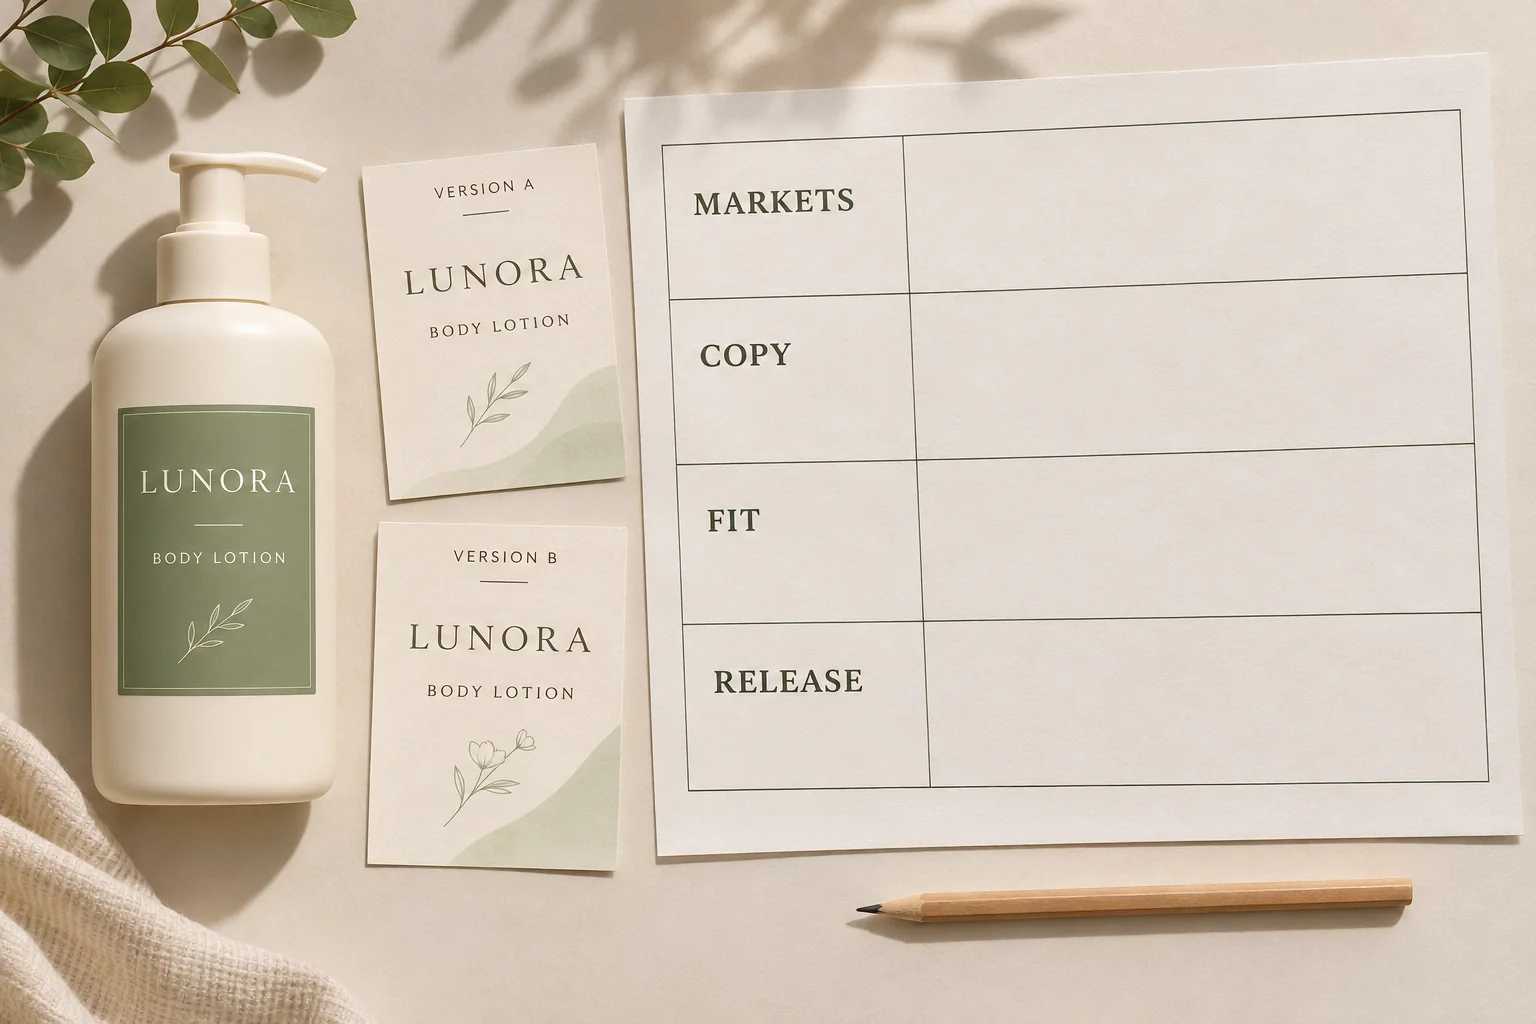 LUNORA
BODY LOTION
VERSION A
LUNORA
BODY LOTION
VERSION B
LUNORA
BODY LOTION
MARKETS
COPY
FIT
RELEASE